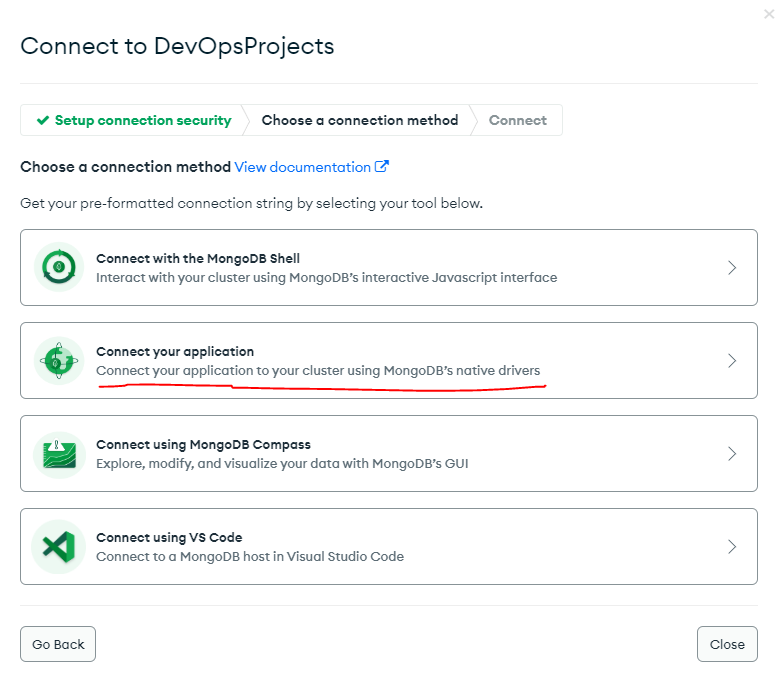 Connect to DevOpsProjects
Setup connection security Choose a connection method Connect
Choose a connection method View documentation
Get your pre-formatted connection string by selecting your tool below.
Connect with the MongoDB Shell
Interact with your cluster using MongoDB's interactive Javascript interface
Connect your application
Connect your application to your cluster using MongoDB's native drivers
Connect using MongoDB Compass
Explore, modify, and visualize your data with MongoDB's GUI
Connect using VS Code
Connect to a MongoDB host in Visual Studio Code
Go Back Close